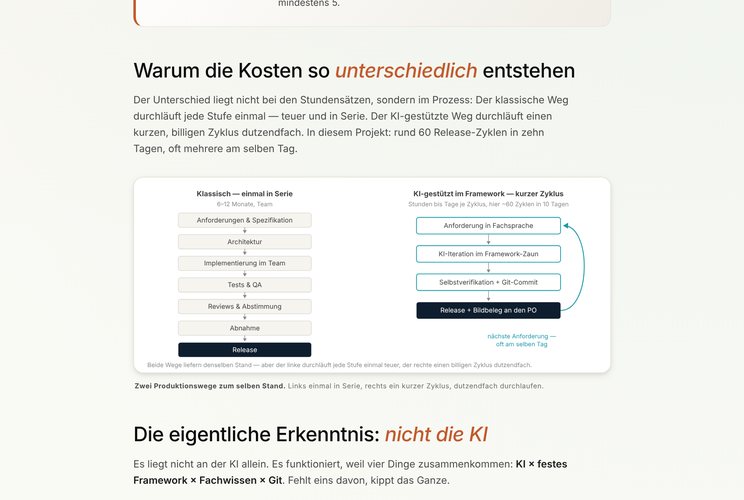 mindestens 5.
Warum die Kosten so unterschiedlich entstehen
Der Unterschied liegt nicht bei den Stundensätzen, sondern im Prozess: Der klassische Weg
durchläuft jede Stufe einmal — teuer und in Serie. Der KI-gestützte Weg durchläuft einen
kurzen, billigen Zyklus dutzendfach. In diesem Projekt: rund 60 Release-Zyklen in zehn
Tagen, oft mehrere am selben Tag.
Klassisch — einmal in Serie
6–12 Monate, Team
Anforderungen & Spezifikation
Architektur
Implementierung im Team
Tests & QA
Reviews & Abstimmung
Abnahme
Release
KI-gestützt im Framework — kurzer Zyklus
Stunden bis Tage je Zyklus, hier ~60 Zyklen in 10 Tagen
Anforderung in Fachsprache
KI-Iteration im Framework-Zaun
Selbstverifikation + Git-Commit
Release + Bildbeleg an den PO
nächste Anforderung —
oft am selben Tag
Beide Wege liefern denselben Stand — aber der linke durchläuft jede Stufe einmal teuer, der rechte einen billigen Zyklus dutzendfach.
Zwei Produktionswege zum selben Stand. Links einmal in Serie, rechts ein kurzer Zyklus, dutzendfach durchlaufen.
Die eigentliche Erkenntnis: nicht die KI
Es liegt nicht an der KI allein. Es funktioniert, weil vier Dinge zusammenkommen: KI × festes
Framework × Fachwissen × Git. Fehlt eins davon, kippt das Ganze.